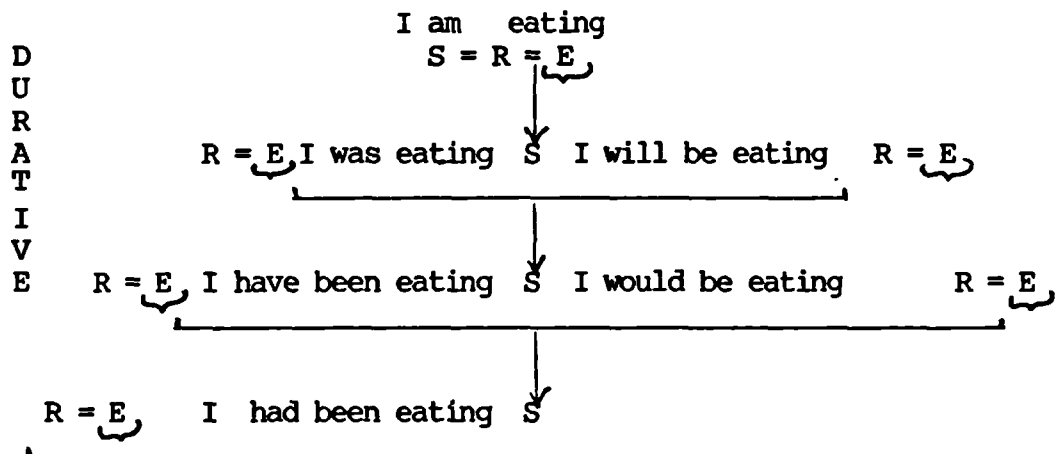 I am eating
S = R = E
DURATIVE
R = E I was eating S I will be eating R = E
R = E I have been eating S I would be eating R = E
R = E I had been eating S